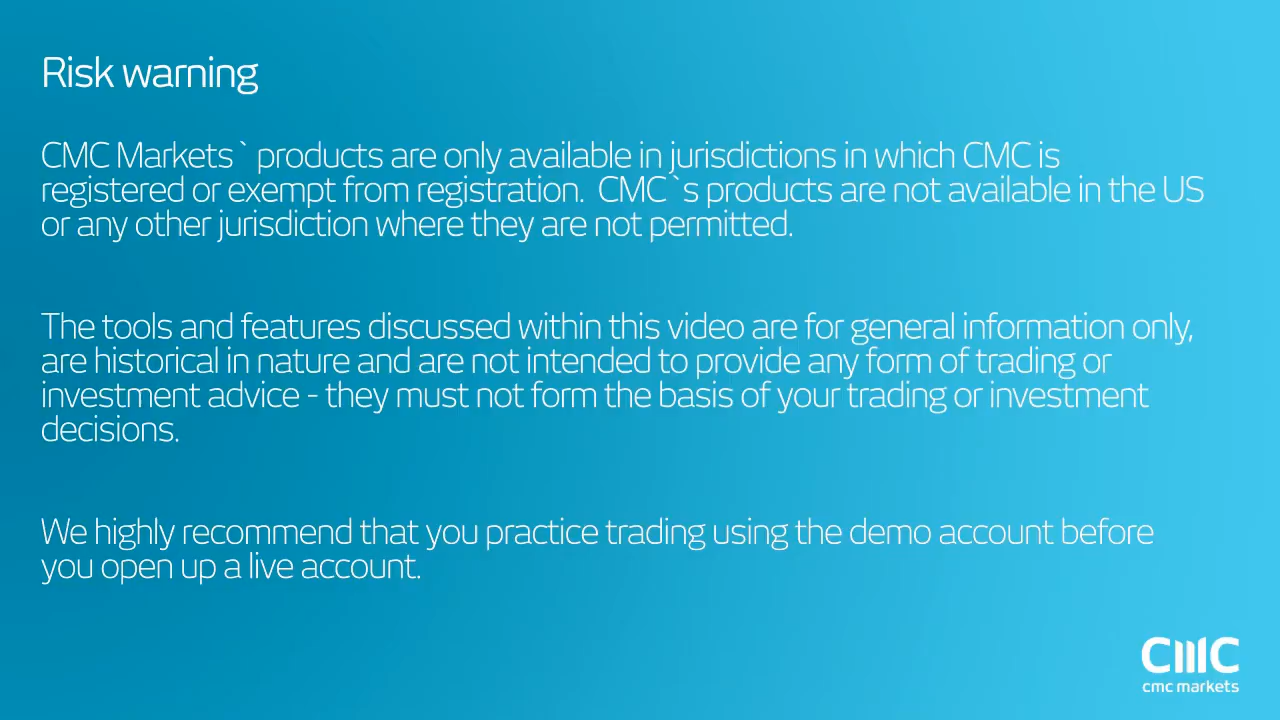 Risk warning
CMC Markets` products are only available in jurisdictions in which CMC is
registered or exempt from registration.  CMC`s products are not available in the US
or any other jurisdiction where they are not permitted.
The tools and features discussed within this video are for general information only,
are historical in nature and are not intended to provide any form of trading or
investment advice - they must not form the basis of your trading or investment
decisions.
We highly recommend that you practice trading using the demo account before
you open up a live account.
CMC
cmc markets